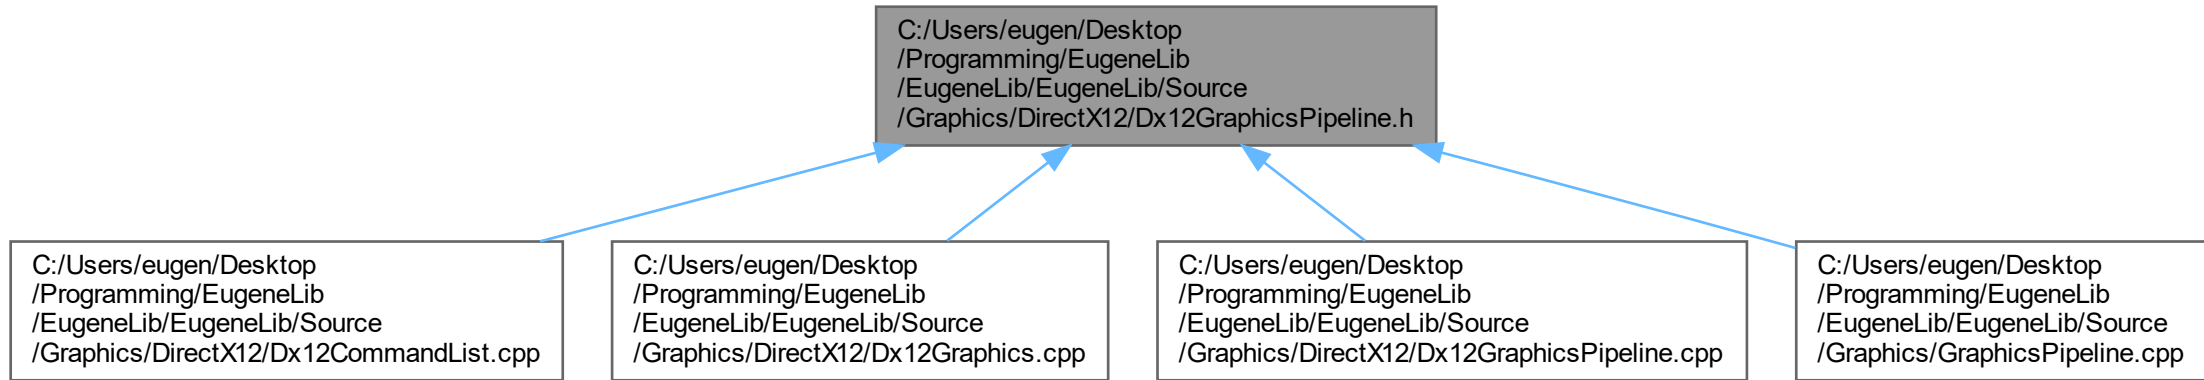 C:/Users/eugen/Desktop
/Programming/EugeneLib
/EugeneLib/EugeneLib/Source
/Graphics/DirectX12/Dx12GraphicsPipeline.h
C:/Users/eugen/Desktop
/Programming/EugeneLib
/EugeneLib/EugeneLib/Source
/Graphics/DirectX12/Dx12CommandList.cpp
C:/Users/eugen/Desktop
/Programming/EugeneLib
/EugeneLib/EugeneLib/Source
/Graphics/DirectX12/Dx12Graphics.cpp
C:/Users/eugen/Desktop
/Programming/EugeneLib
/EugeneLib/EugeneLib/Source
/Graphics/DirectX12/Dx12GraphicsPipeline.cpp
C:/Users/eugen/Desktop
/Programming/EugeneLib
/EugeneLib/EugeneLib/Source
/Graphics/GraphicsPipeline.cpp